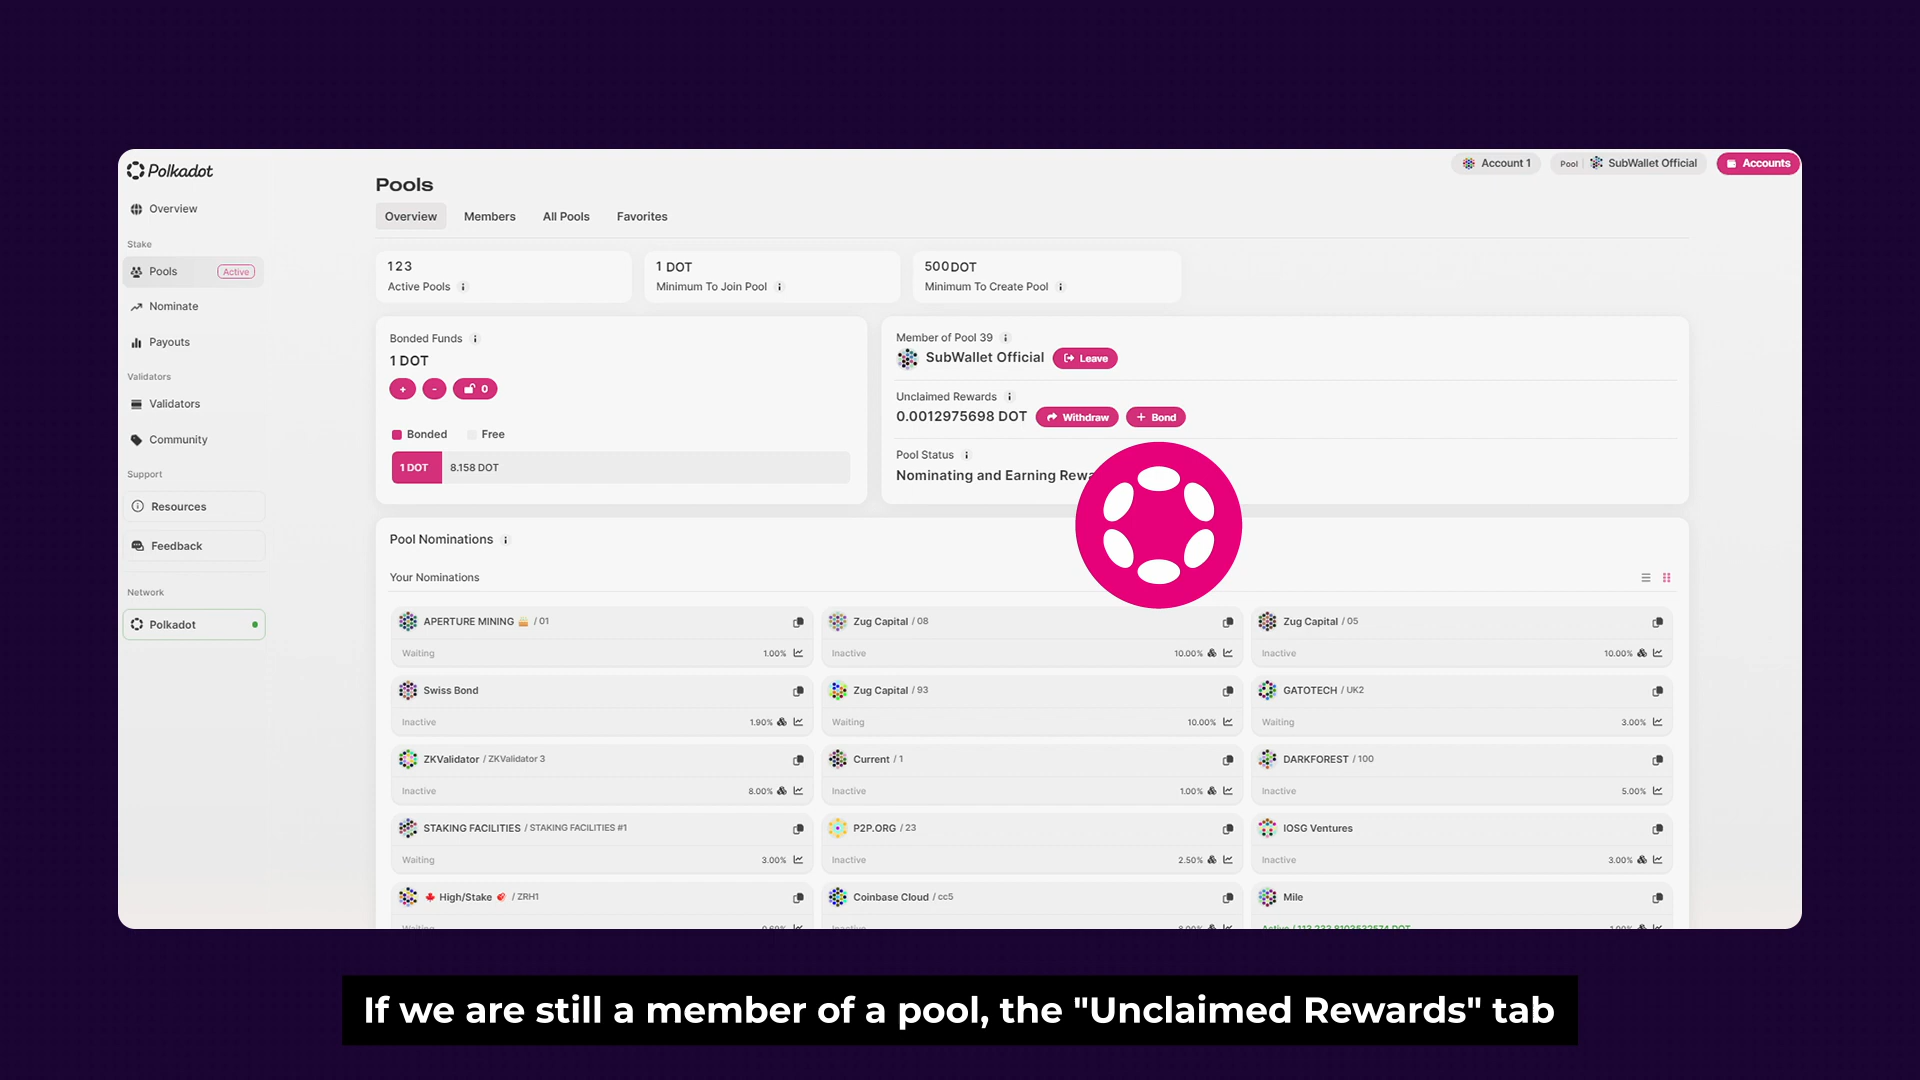 Polkadot
Account 1
Pool
SubWallet Official
Accounts
Pools
Overview
Members
All Pools
Favorites
Overview
Stake
Pools
Active
Nominate
Payouts
Validators
Validators
Community
Support
Resources
Feedback
Network
Polkadot
123
Active Pools
1 DOT
Minimum To Join Pool
500DOT
Minimum To Create Pool
Bonded Funds
1 DOT
+ - 0
Bonded
Free
1 DOT
8.158 DOT
Member of Pool 39
SubWallet Official
Leave
Unclaimed Rewards
0.0012975698 DOT
Withdraw
+ Bond
Pool Status
Nominating and Earning
Pool Nominations
Your Nominations
APERTURE MINING 🍔 / 01
Waiting
1.00%
Zug Capital / 08
Inactive
10.00%
Zug Capital / 05
Inactive
10.00%
Swiss Bond
Inactive
1.90%
Zug Capital / 93
Waiting
10.00%
GATOTECH / UK2
Waiting
3.00%
ZKValidator / ZKValidator 3
Inactive
8.00%
Current / 1
Inactive
1.00%
DARKFOREST / 100
Inactive
5.00%
STAKING FACILITIES / STAKING FACILITIES #1
Waiting
3.00%
P2P.ORG / 23
Inactive
2.50%
IOSG Ventures
Inactive
3.00%
🍁 High/Stake 🥩 / ZRH1
Waiting
Coinbase Cloud / cc5
Inactive
Mile
If we are still a member of a pool, the "Unclaimed Rewards" tab